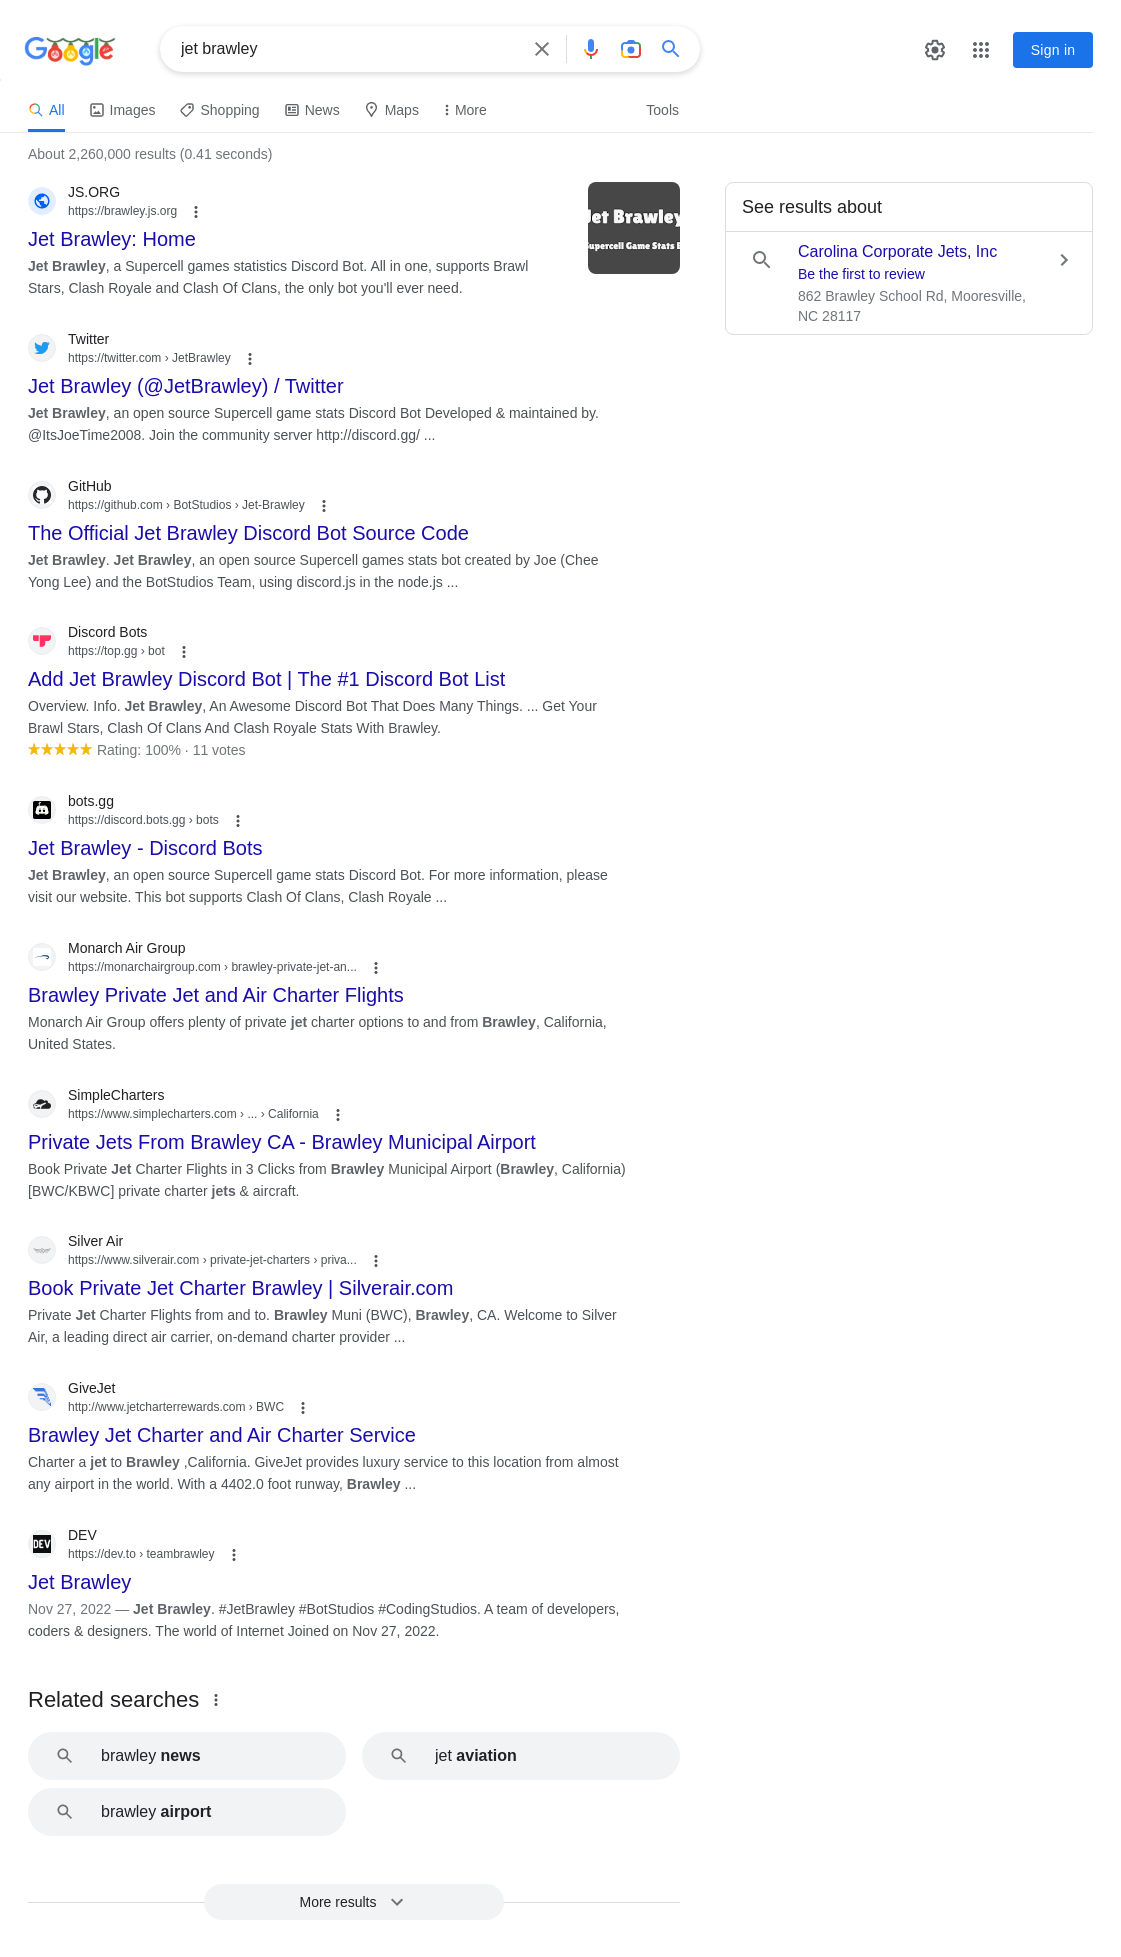 Google
jet brawley
Sign in
All
Images
Shopping
News
Maps
More
Tools
About 2,260,000 results (0.41 seconds)
JS.ORG
https://brawley.js.org
Jet Brawley: Home
Jet Brawley, a Supercell games statistics Discord Bot. All in one, supports Brawl
Stars, Clash Royale and Clash Of Clans, the only bot you'll ever need.
Jet Brawley
Supercell Game Stats
See results about
Carolina Corporate Jets, Inc
Be the first to review
862 Brawley School Rd, Mooresville,
NC 28117
Twitter
https://twitter.com › JetBrawley
Jet Brawley (@JetBrawley) / Twitter
Jet Brawley, an open source Supercell game stats Discord Bot Developed & maintained by.
@ItsJoeTime2008. Join the community server http://discord.gg/ ...
GitHub
https://github.com › BotStudios › Jet-Brawley
The Official Jet Brawley Discord Bot Source Code
Jet Brawley. Jet Brawley, an open source Supercell games stats bot created by Joe (Chee
Yong Lee) and the BotStudios Team, using discord.js in the node.js ...
Discord Bots
https://top.gg › bot
Add Jet Brawley Discord Bot | The #1 Discord Bot List
Overview. Info. Jet Brawley, An Awesome Discord Bot That Does Many Things. ... Get Your
Brawl Stars, Clash Of Clans And Clash Royale Stats With Brawley.
Rating: 100% · 11 votes
bots.gg
https://discord.bots.gg › bots
Jet Brawley - Discord Bots
Jet Brawley, an open source Supercell game stats Discord Bot. For more information, please
visit our website. This bot supports Clash Of Clans, Clash Royale ...
Monarch Air Group
https://monarchairgroup.com › brawley-private-jet-an...
Brawley Private Jet and Air Charter Flights
Monarch Air Group offers plenty of private jet charter options to and from Brawley, California,
United States.
SimpleCharters
https://www.simplecharters.com › ... › California
Private Jets From Brawley CA - Brawley Municipal Airport
Book Private Jet Charter Flights in 3 Clicks from Brawley Municipal Airport (Brawley, California)
[BWC/KBWC] private charter jets & aircraft.
Silver Air
https://www.silverair.com › private-jet-charters › priva...
Book Private Jet Charter Brawley | Silverair.com
Private Jet Charter Flights from and to. Brawley Muni (BWC), Brawley, CA. Welcome to Silver
Air, a leading direct air carrier, on-demand charter provider ...
GiveJet
http://www.jetcharterrewards.com › BWC
Brawley Jet Charter and Air Charter Service
Charter a jet to Brawley ,California. GiveJet provides luxury service to this location from almost
any airport in the world. With a 4402.0 foot runway, Brawley ...
DEV
DEV
https://dev.to › teambrawley
Jet Brawley
Nov 27, 2022 — Jet Brawley. #JetBrawley #BotStudios #CodingStudios. A team of developers,
coders & designers. The world of Internet Joined on Nov 27, 2022.
Related searches
brawley news
jet aviation
brawley airport
More results